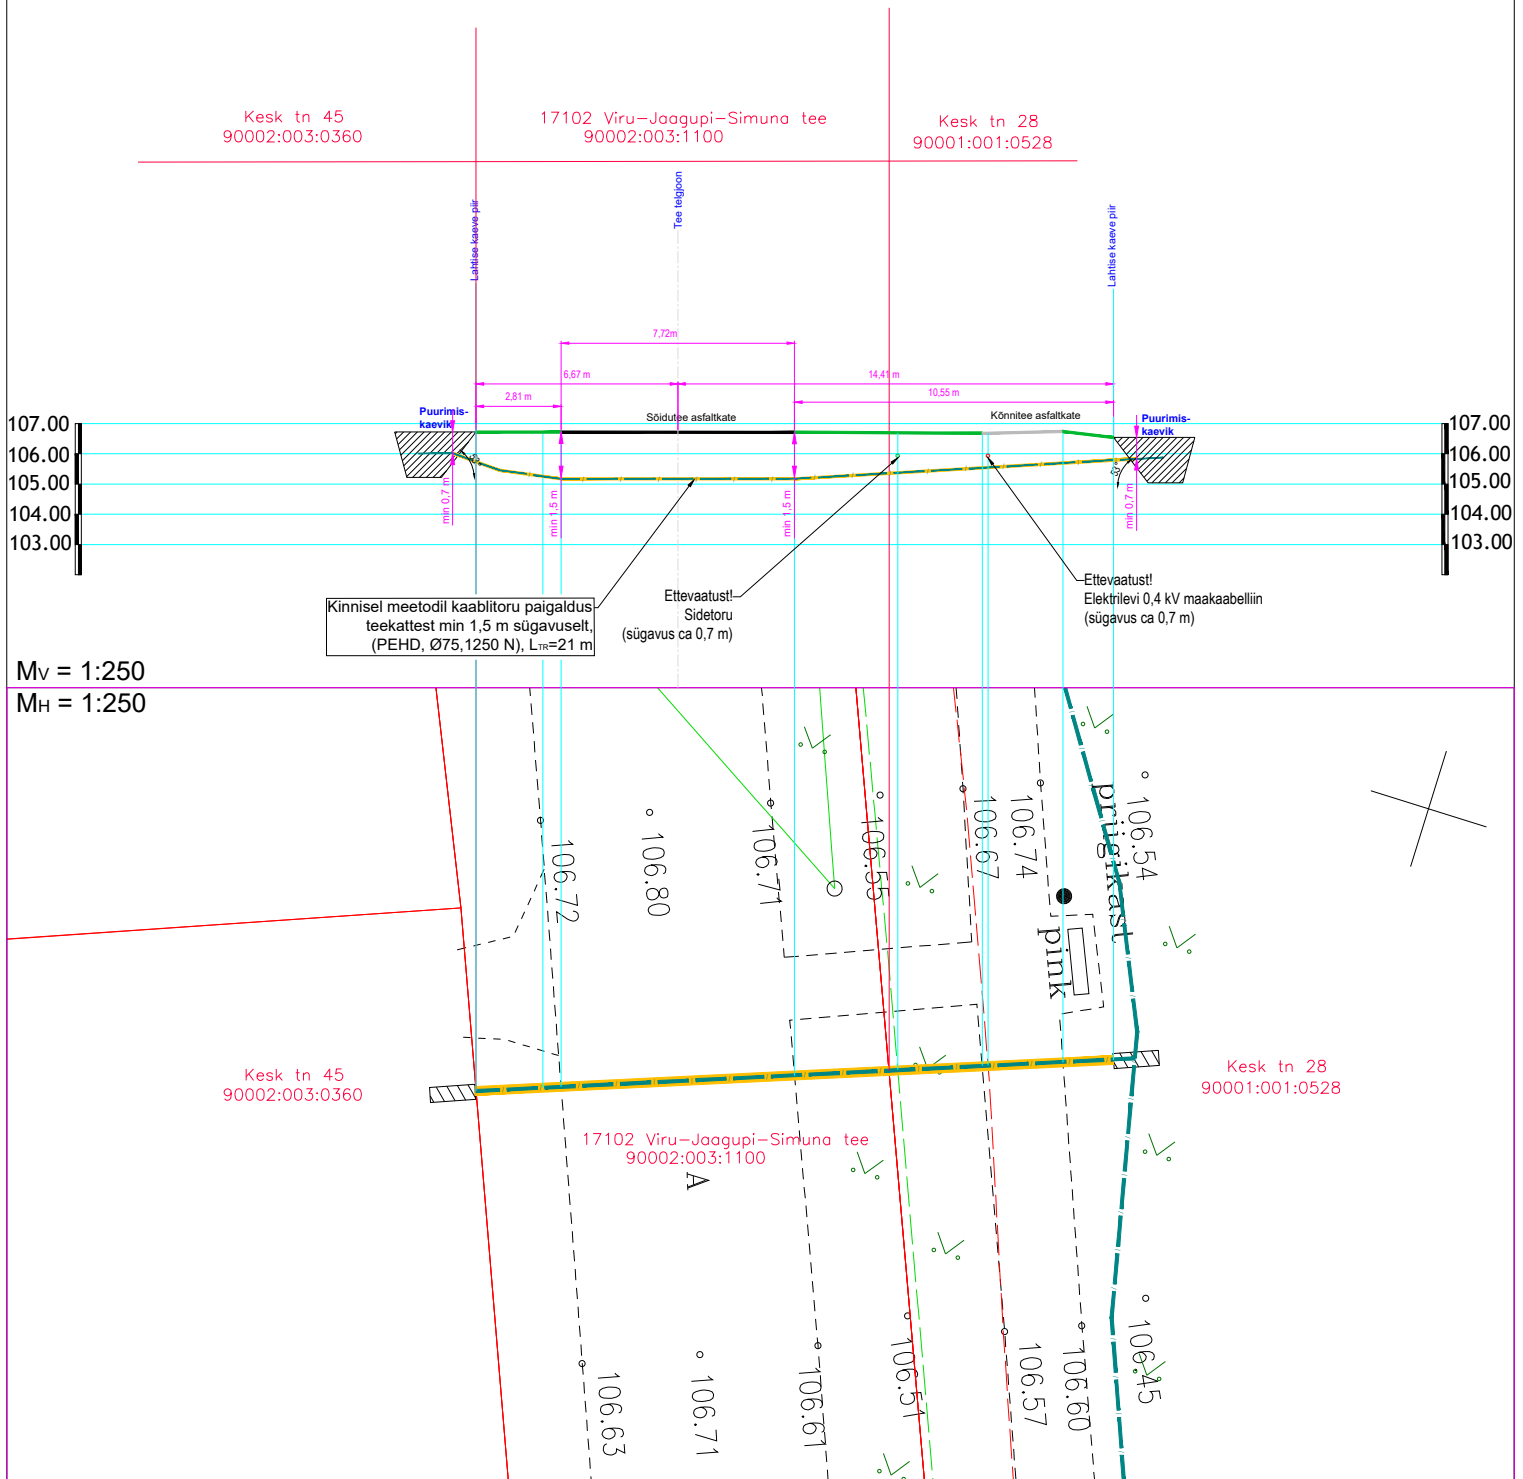 Kesk tn 45
90002:003:0360
17102 Viru-Jaagupi-Simuna tee
90002:003:1100
Kesk tn 28
90001:001:0528
Lahtise kaeve piir
Tee telgjoon
Lahtise kaeve piir
7,72m
6,67 m
14,41 m
2,81 m
10,55 m
Puurimis-
kaevik
Sõidutee asfaltkate
Könnitee asfaltkate
Puurimis-
kaevik
107.00
106.00
105.00
104.00
103.00
107.00
106.00
105.00
104.00
103.00
min 0,7 m
min 1,5 m
min 1,5 m
53°
min 0,7 m
Kinnisel meetodil kaablitoru paigaldus
teekattest min 1,5 m sügavuselt,
(PEHD, Ø75,1250 N), LTR=21 m
Ettevaatust!
Sidetoru
(sügavus ca 0,7 m)
Ettevaatust!
Elektrilevi 0,4 kV maakaabelliin
(sügavus ca 0,7 m)
MV = 1:250
MH = 1:250
106.72
106.80
106.71
106.55
106.67
106.74
prügikast
106.54
pink
Kesk tn 45
90002:003:0360
Kesk tn 28
90001:001:0528
17102 Viru-Jaagupi-Simuna tee
90002:003:1100
A
106.63
106.71
106.61
106.51
106.57
106.60
106.45